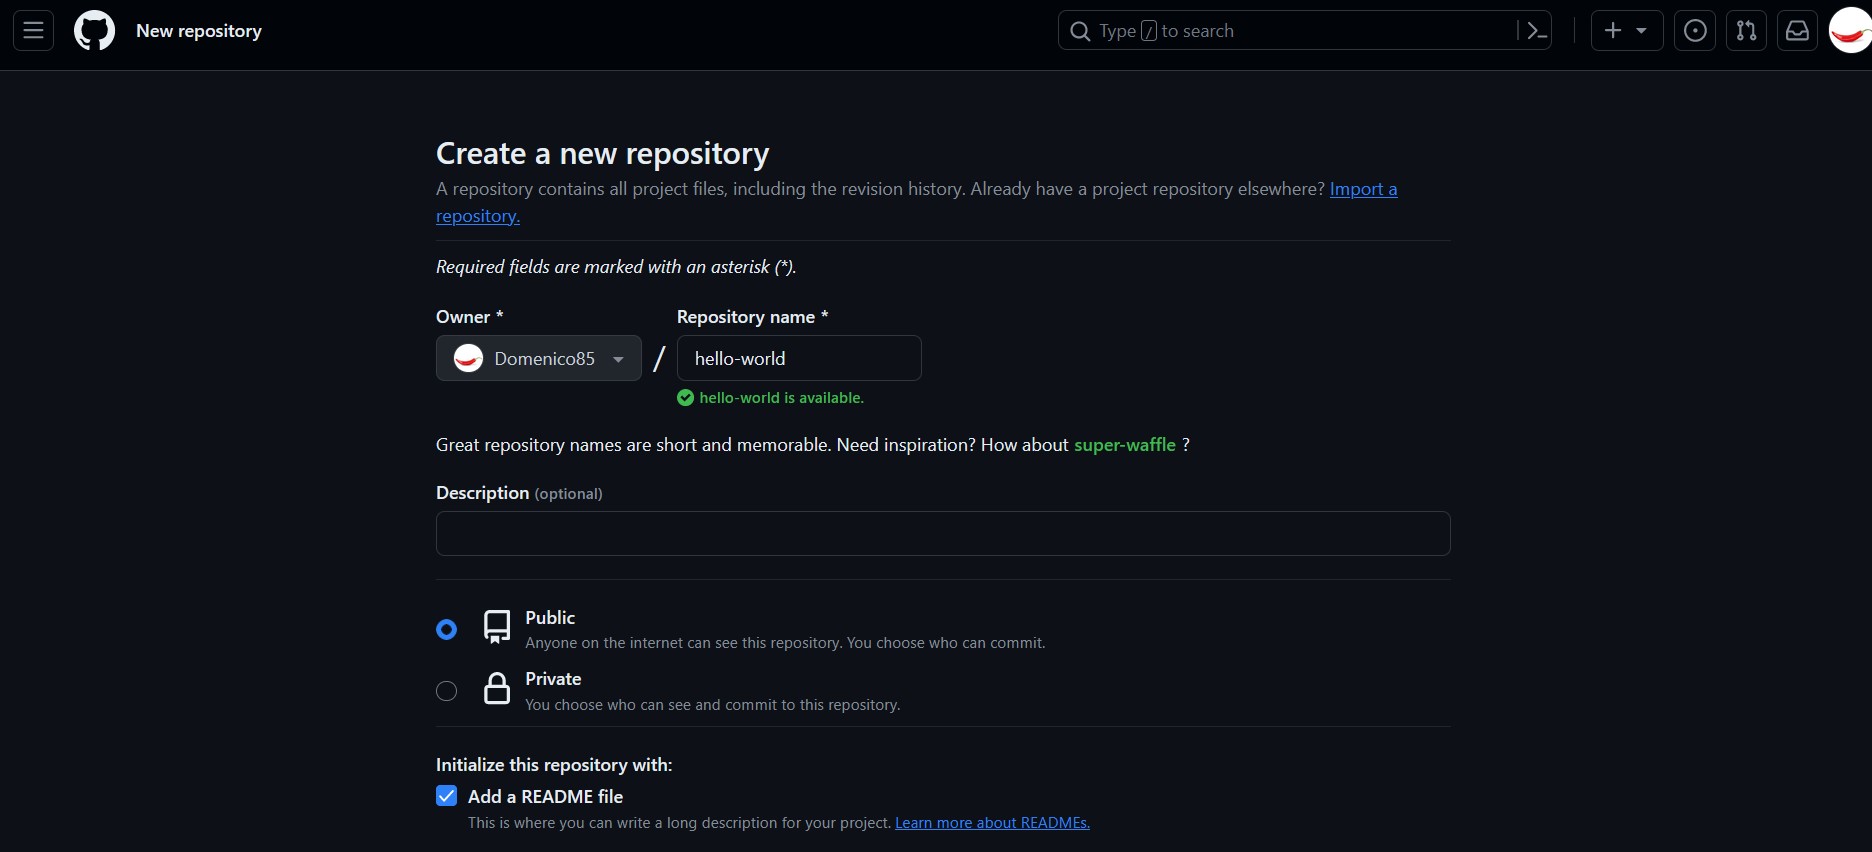 New repository
Type / to search
Create a new repository
A repository contains all project files, including the revision history. Already have a project repository elsewhere? Import a
repository.
Required fields are marked with an asterisk (*).
Owner *
Repository name *
Domenico85
/
hello-world
hello-world is available.
Great repository names are short and memorable. Need inspiration? How about super-waffle ?
Description (optional)
Public
Anyone on the internet can see this repository. You choose who can commit.
Private
You choose who can see and commit to this repository.
Initialize this repository with:
Add a README file
This is where you can write a long description for your project. Learn more about READMEs.